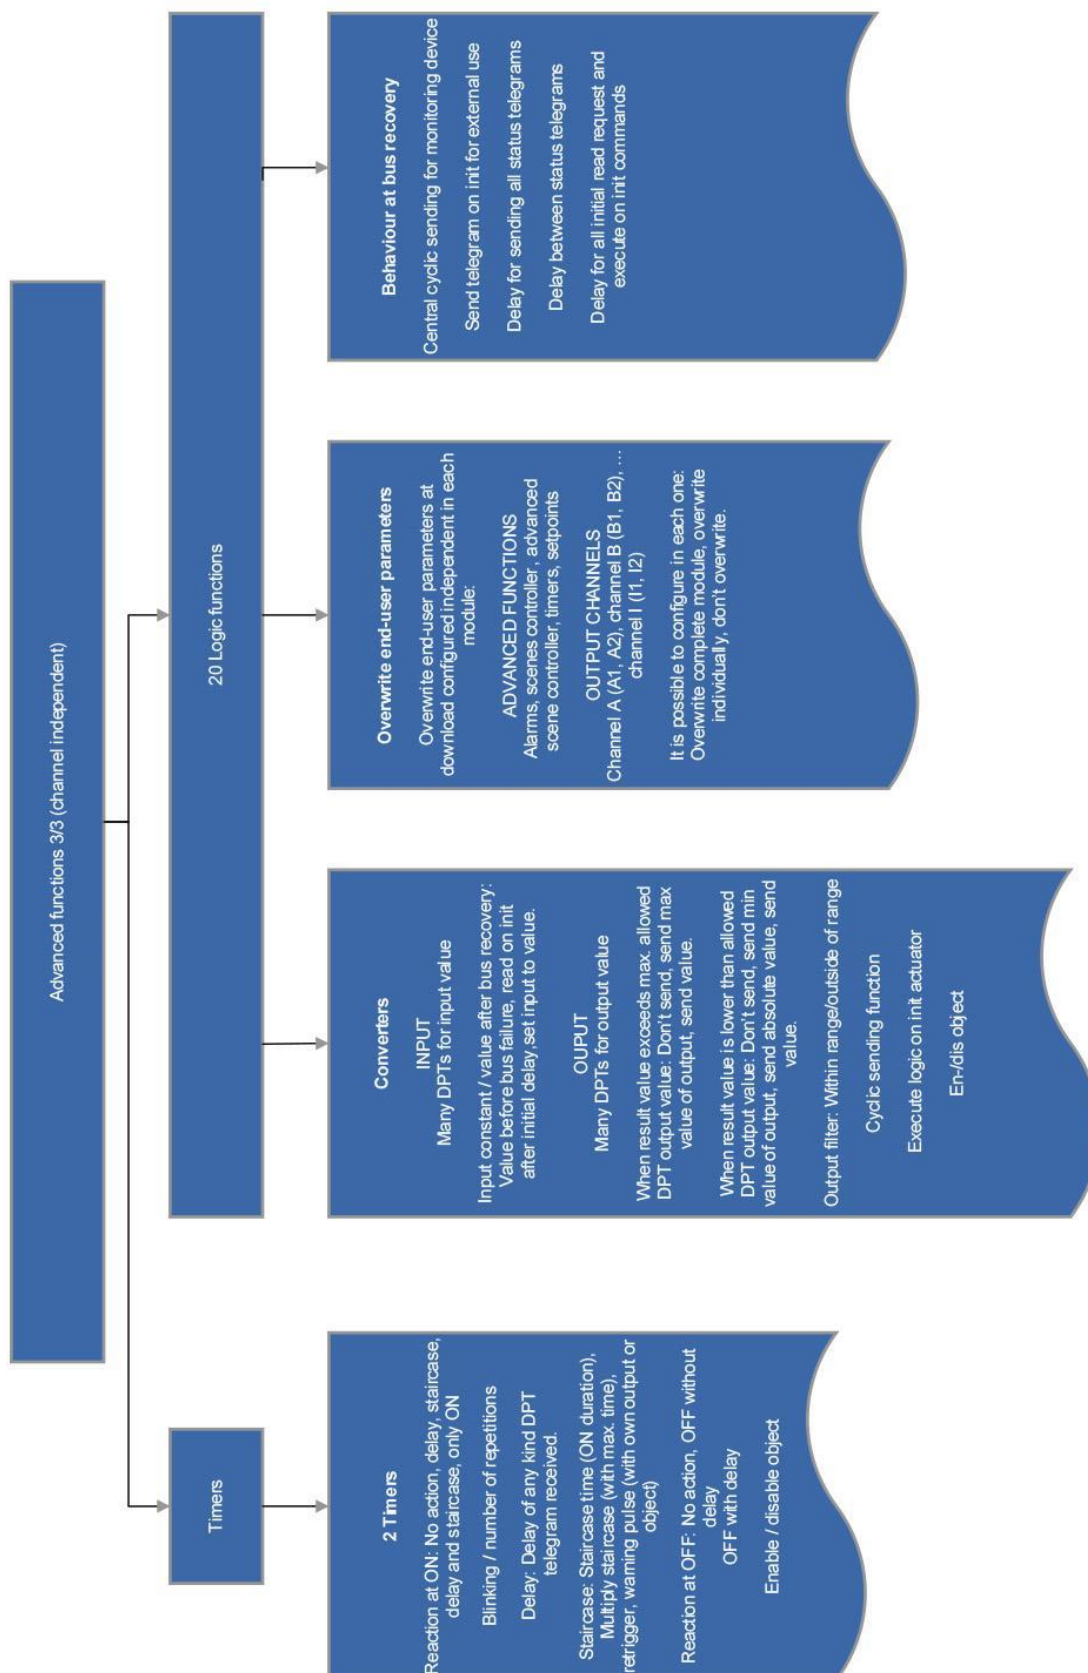 Advanced functions 3/3 (channel independent)
Timers
20 Logic functions
2 Timers
Reaction at ON: No action, delay, staircase,
delay and staircase, only ON
Blinking / number of repetitions
Delay: Delay of any kind DPT
telegram received.
Staircase: Staircase time (ON duration),
Multiply staircase (with max. time),
retrigger, warning pulse (with own output or
object)
Reaction at OFF: No action, OFF without
delay
OFF with delay
Enable / disable object
Converters
INPUT
Many DPTs for input value
Input constant / value after bus recovery:
Value before bus failure, read on init
after initial delay,set input to value.
OUPUT
Many DPTs for output value
When result value exceeds max. allowed
DPT output value: Don't send, send max
value of output, send value.
When result value is lower than allowed
DPT output value: Don't send, send min
value of output, send absolute value, send
value.
Output filter: Within range/outside of range
Cyclic sending function
Execute logic on init actuator
En-/dis object
Overwrite end-user parameters
Overwrite end-user parameters at
download configured independent in each
module:
ADVANCED FUNCTIONS
Alarms, scenes controller, advanced
scene controller, timers, setpoints
OUTPUT CHANNELS
Channel A (A1, A2), channel B (B1, B2), …
channel I (I1, I2)
It is possible to configure in each one:
Overwrite complete module, overwrite
individually, don't overwrite.
Behaviour at bus recovery
Central cyclic sending for monitoring device
Send telegram on init for external use
Delay for sending all status telegrams
Delay between status telegrams
Delay for all initial read request and
execute on init commands